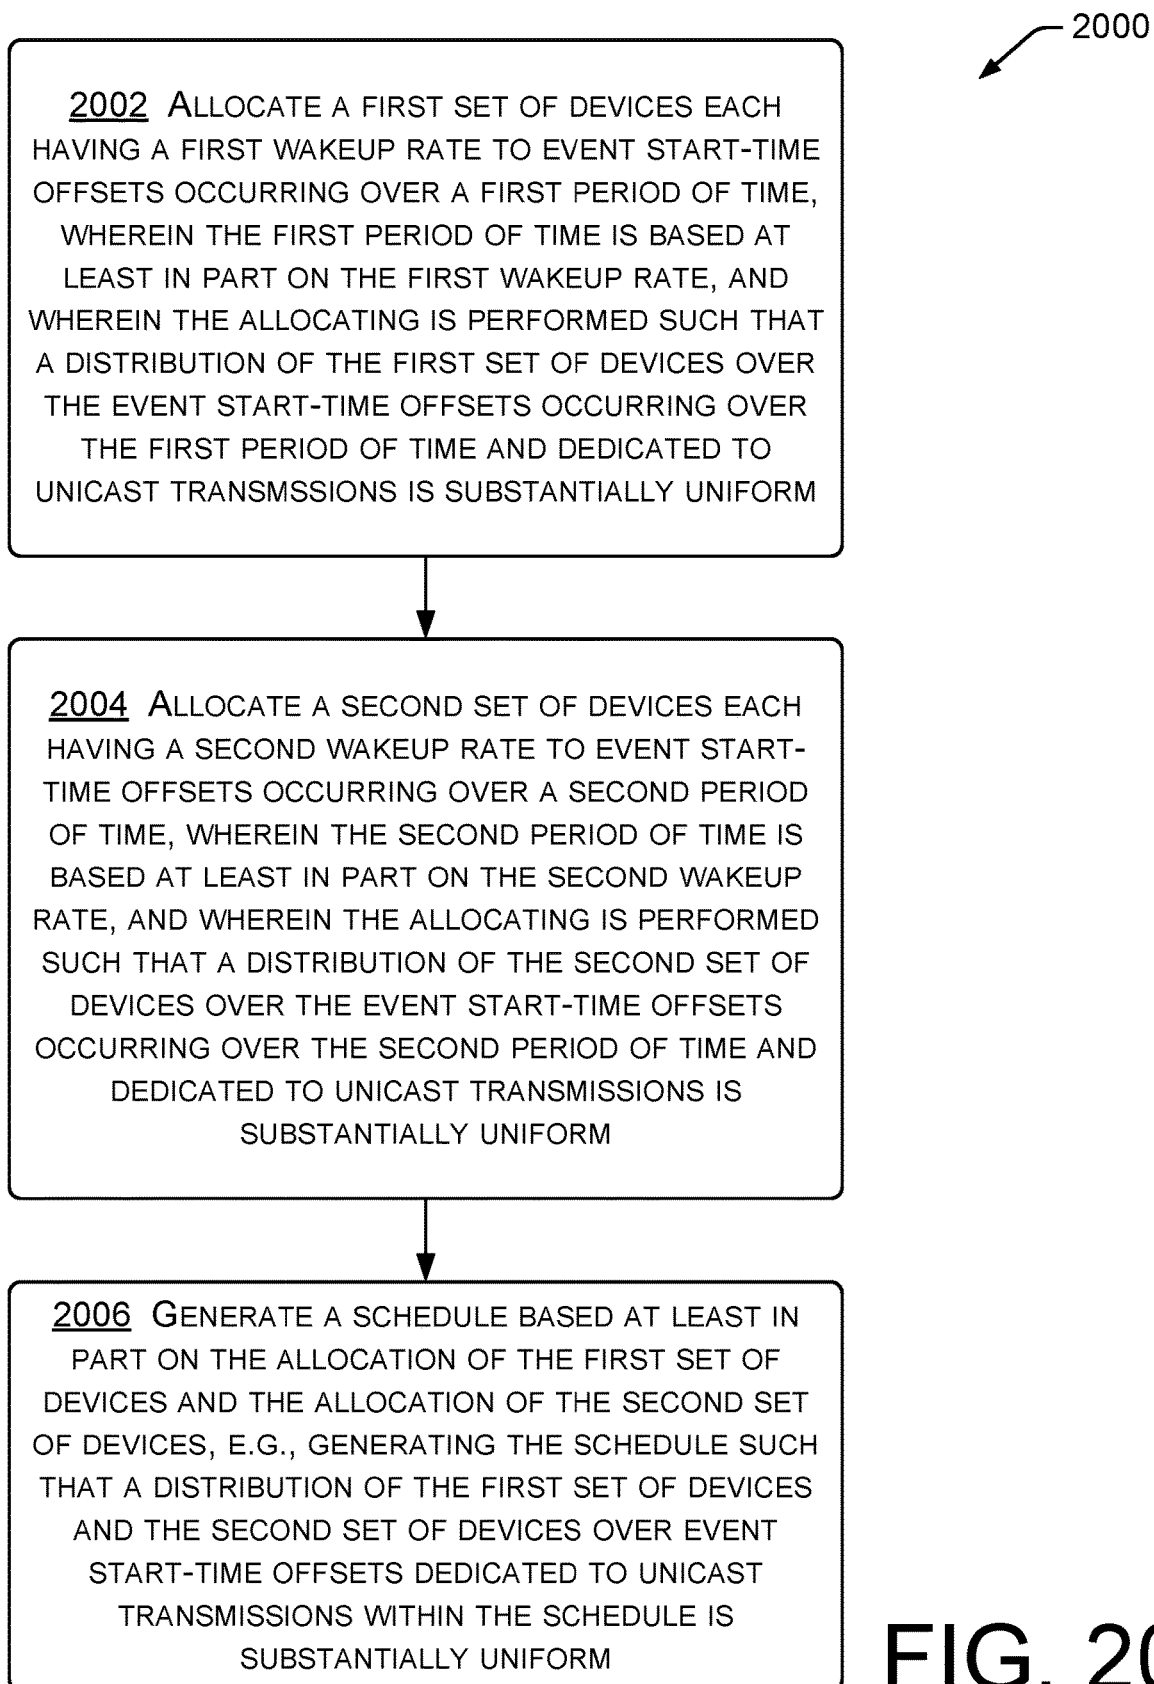 2000
2002 ALLOCATE A FIRST SET OF DEVICES EACH
HAVING A FIRST WAKEUP RATE TO EVENT START-TIME
OFFSETS OCCURRING OVER A FIRST PERIOD OF TIME,
WHEREIN THE FIRST PERIOD OF TIME IS BASED AT
LEAST IN PART ON THE FIRST WAKEUP RATE, AND
WHEREIN THE ALLOCATING IS PERFORMED SUCH THAT
A DISTRIBUTION OF THE FIRST SET OF DEVICES OVER
THE EVENT START-TIME OFFSETS OCCURRING OVER
THE FIRST PERIOD OF TIME AND DEDICATED TO
UNICAST TRANSMSSIONS IS SUBSTANTIALLY UNIFORM
2004 ALLOCATE A SECOND SET OF DEVICES EACH
HAVING A SECOND WAKEUP RATE TO EVENT START-
TIME OFFSETS OCCURRING OVER A SECOND PERIOD
OF TIME, WHEREIN THE SECOND PERIOD OF TIME IS
BASED AT LEAST IN PART ON THE SECOND WAKEUP
RATE, AND WHEREIN THE ALLOCATING IS PERFORMED
SUCH THAT A DISTRIBUTION OF THE SECOND SET OF
DEVICES OVER THE EVENT START-TIME OFFSETS
OCCURRING OVER THE SECOND PERIOD OF TIME AND
DEDICATED TO UNICAST TRANSMISSIONS IS
SUBSTANTIALLY UNIFORM
2006 GENERATE A SCHEDULE BASED AT LEAST IN
PART ON THE ALLOCATION OF THE FIRST SET OF
DEVICES AND THE ALLOCATION OF THE SECOND SET
OF DEVICES, E.G., GENERATING THE SCHEDULE SUCH
THAT A DISTRIBUTION OF THE FIRST SET OF DEVICES
AND THE SECOND SET OF DEVICES OVER EVENT
START-TIME OFFSETS DEDICATED TO UNICAST
TRANSMISSIONS WITHIN THE SCHEDULE IS
SUBSTANTIALLY UNIFORM
FIG. 20